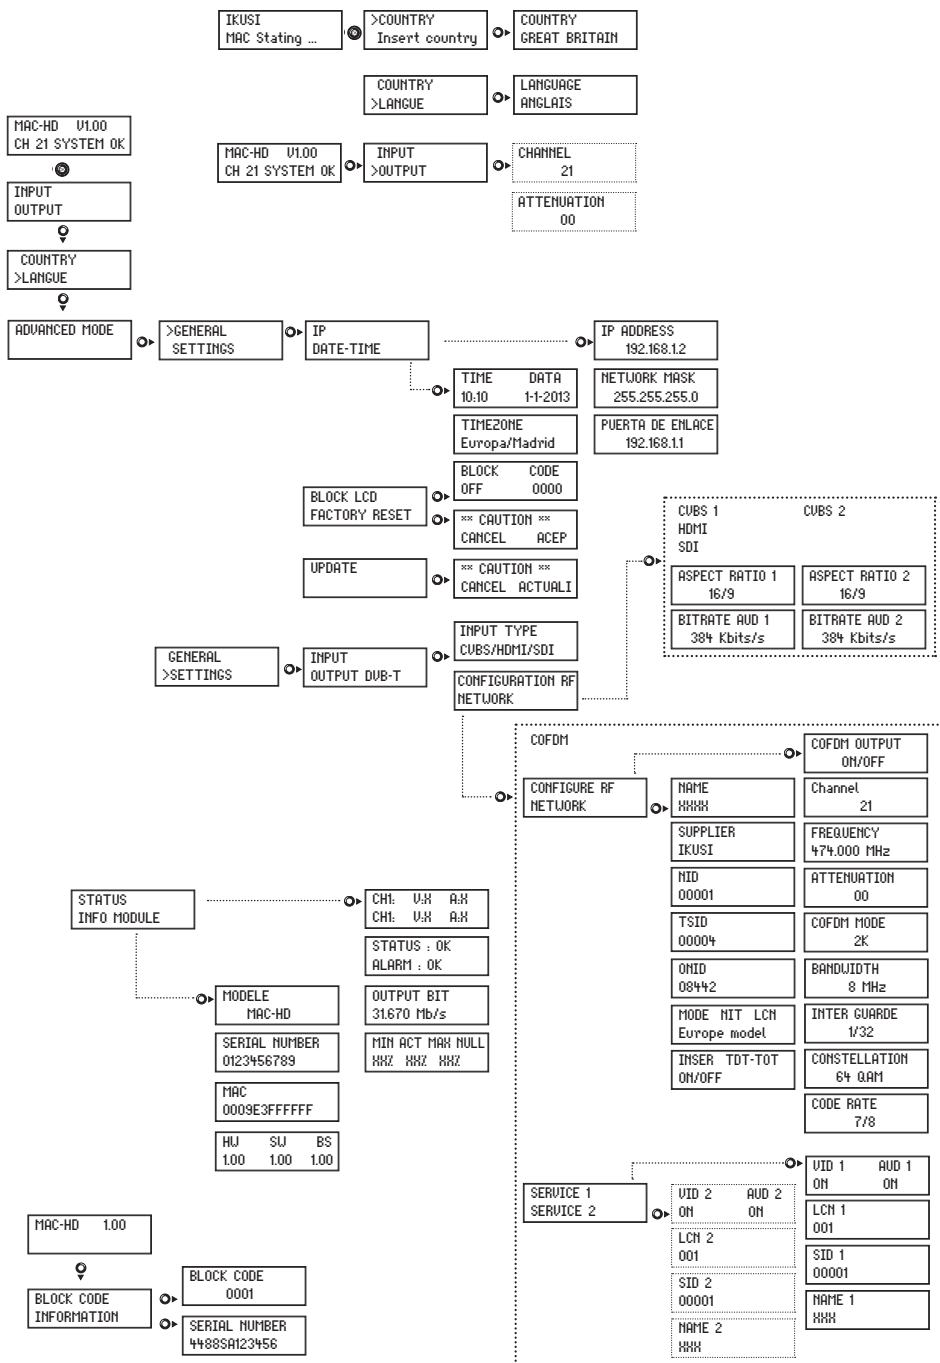 IKUSI
MAC Stating ...
>COUNTRY
Insert country
COUNTRY
GREAT BRITAIN
COUNTRY
>LANGUE
LANGUAGE
ANGLAIS
MAC-HD V1.00
CH 21 SYSTEM OK
INPUT
OUTPUT
COUNTRY
>LANGUE
MAC-HD V1.00
CH 21 SYSTEM OK
INPUT
>OUTPUT
CHANNEL
21
ATTENUATION
00
ADVANCED MODE
>GENERAL
SETTINGS
IP
DATE-TIME
IP ADDRESS
192.168.1.2
NETWORK MASK
255.255.255.0
PUERTA DE ENLACE
192.168.1.1
TIME DATA
10:10 1-1-2013
TIMEZONE
Europa/Madrid
BLOCK LCD
FACTORY RESET
BLOCK CODE
OFF 0000
** CAUTION **
CANCEL ACEP
UPDATE
** CAUTION **
CANCEL ACTUALI
GENERAL
>SETTINGS
INPUT
OUTPUT DVB-T
INPUT TYPE
CVBS/HDMI/SDI
CONFIGURATION RF
NETWORK
CVBS 1 CVBS 2
HDMI
SDI
ASPECT RATIO 1
16/9
ASPECT RATIO 2
16/9
BITRATE AUD 1
384 Kbits/s
BITRATE AUD 2
384 Kbits/s
COFDM
CONFIGURE RF
NETWORK
NAME
XXXX
SUPPLIER
IKUSI
NID
00001
TSID
00004
ONID
08442
MODE NIT LCN
Europe model
INSER TDT-TOT
ON/OFF
COFDM OUTPUT
ON/OFF
Channel
21
FREQUENCY
474.000 MHz
ATTENUATION
00
COFDM MODE
2K
BANDWIDTH
8 MHz
INTER GUARDE
1/32
CONSTELLATION
64 QAM
CODE RATE
7/8
STATUS
INFO MODULE
CH1: V:X A:X
CH1: V:X A:X
STATUS : OK
ALARM : OK
OUTPUT BIT
31.670 Mb/s
MIN ACT MAX NULL
XX% XX% XX%
MODELE
MAC-HD
SERIAL NUMBER
0123456789
MAC
0009E3FFFFFF
HW SW BS
1.00 1.00 1.00
SERVICE 1
SERVICE 2
VID 2 AUD 2
ON ON
LCN 2
001
SID 2
00001
NAME 2
XXX
VID 1 AUD 1
ON ON
LCN 1
001
SID 1
00001
NAME 1
XXX
MAC-HD 1.00
BLOCK CODE
INFORMATION
BLOCK CODE
0001
SERIAL NUMBER
4488SA123456